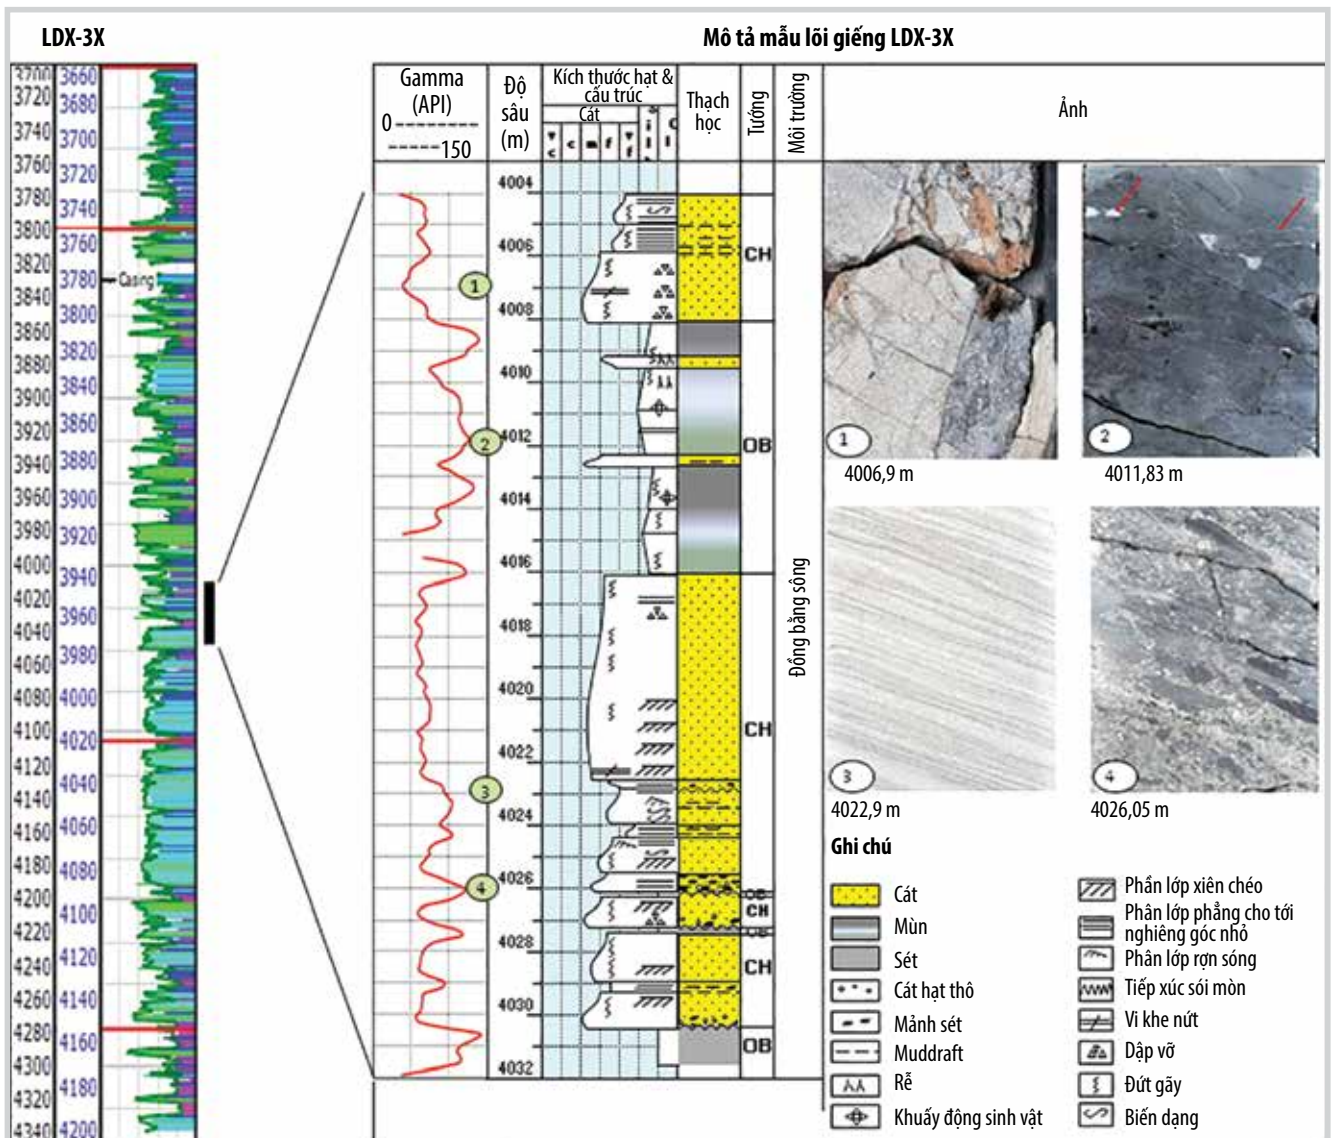 LDX-3X
Mô tả mẫu lõi giếng LDX-3X
Gamma
(API)
0
150
Độ
sâu
(m)
Kích thước hạt &
cấu trúc
Cát
Thạch
học
Tướng
Môi trường
Ảnh
3700
3720
3740
3760
3780
3800
3820
3840
3860
3880
3900
3920
3940
3960
3980
4000
4020
4040
4060
4080
4100
4120
4140
4160
4180
4200
4220
4240
4260
4280
4300
4320
4340
3660
3680
3700
3720
3740
3760
3780
3800
3820
3840
3860
3880
3900
3920
3940
3960
3980
4000
4020
4040
4060
4080
4100
4120
4140
4160
4180
4200
Casing
1
2
3
4
4004
4006
4008
4010
4012
4014
4016
4018
4020
4022
4024
4026
4028
4030
4032
CH
OB
CH
OB
CH
OB
CH
OB
Đồng bằng sông
1
4006,9 m
2
4011,83 m
3
4022,9 m
4
4026,05 m
Ghi chú
Cát
Mùn
Sét
Cát hạt thô
Mảnh sét
Muddraft
Rễ
Khuấy động sinh vật
Phần lớp xiên chéo
Phân lớp phẳng cho tới
nghiêng góc nhỏ
Phân lớp rợn sóng
Tiếp xúc sói mòn
Vi khe nứt
Dập vỡ
Đứt gãy
Biến dạng